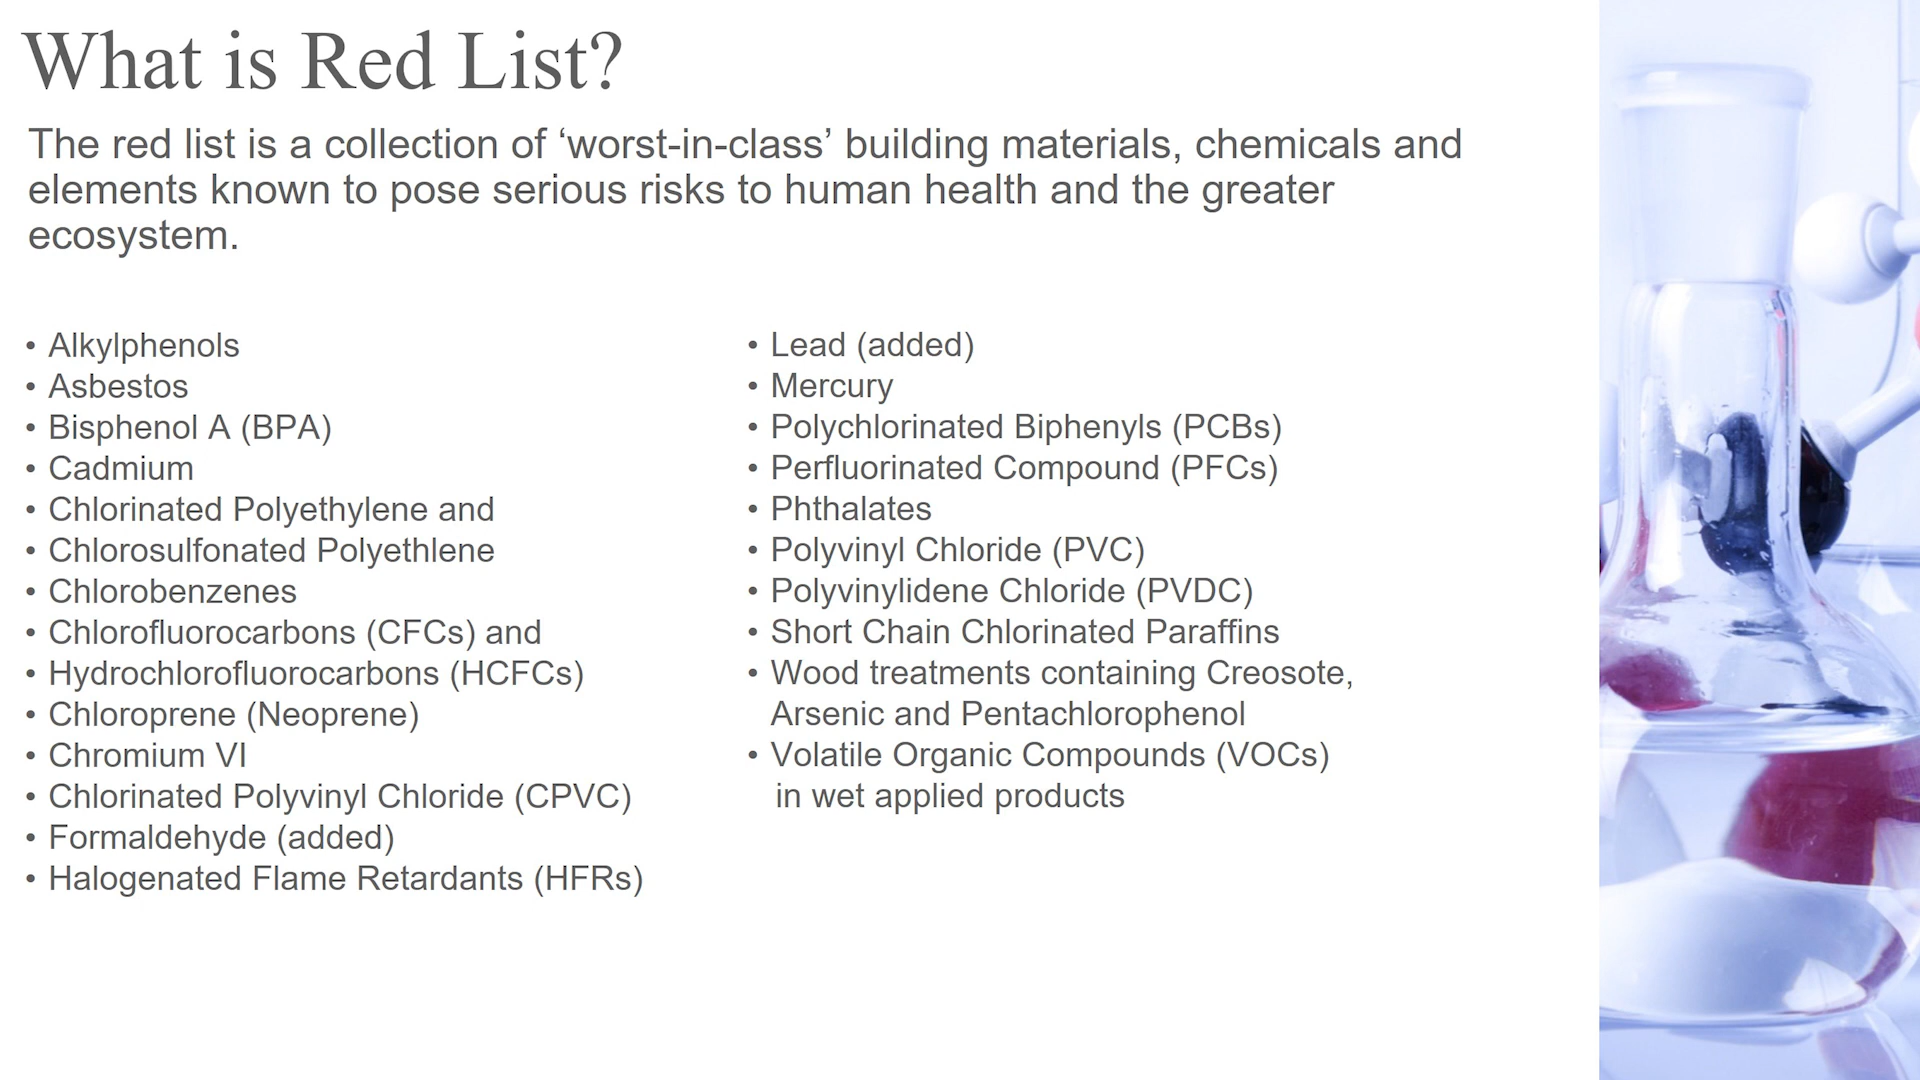 What is Red List?
The red list is a collection of ‘worst-in-class’ building materials, chemicals and
elements known to pose serious risks to human health and the greater
ecosystem.
• Alkylphenols
• Asbestos
• Bisphenol A (BPA)
• Cadmium
• Chlorinated Polyethylene and
• Chlorosulfonated Polyethlene
• Chlorobenzenes
• Chlorofluorocarbons (CFCs) and
• Hydrochlorofluorocarbons (HCFCs)
• Chloroprene (Neoprene)
• Chromium VI
• Chlorinated Polyvinyl Chloride (CPVC)
• Formaldehyde (added)
• Halogenated Flame Retardants (HFRs)
• Lead (added)
• Mercury
• Polychlorinated Biphenyls (PCBs)
• Perfluorinated Compound (PFCs)
• Phthalates
• Polyvinyl Chloride (PVC)
• Polyvinylidene Chloride (PVDC)
• Short Chain Chlorinated Paraffins
• Wood treatments containing Creosote,
Arsenic and Pentachlorophenol
• Volatile Organic Compounds (VOCs)
in wet applied products